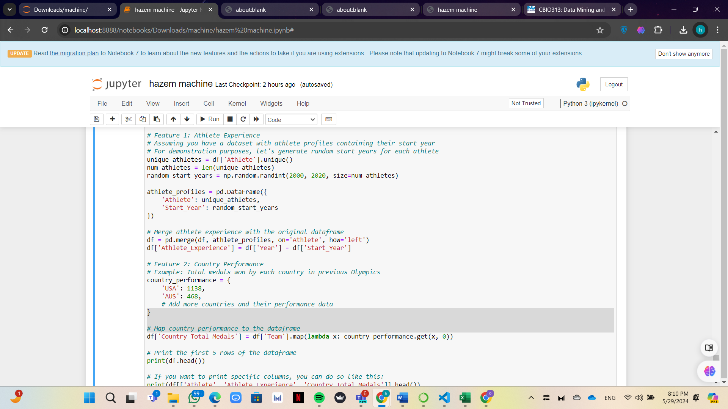 Downloads/machine/
hazem machine - Jupyter
about:blank
about:blank
hazem machine
CBIO313: Data Mining and
localhost:8888/notebooks/Downloads/machine/hazem%20machine.ipynb#
UPDATE Read the migration plan to Notebook 7 to learn about the new features and the actions to take if you are using extensions - Please note that updating to Notebook 7 might break some of your extensions.
Don't show anymore
jupyter hazem machine Last Checkpoint: 2 hours ago (autosaved)
Logout
File Edit View Insert Cell Kernel Widgets Help
Not Trusted
Python 3 (ipykernel)
Run
Code
# Feature 1: Athlete Experience
# Assuming you have a dataset with athlete profiles containing their start year
# For demonstration purposes, let's generate random start years for each athlete
unique_athletes = df['Athlete'].unique()
num_athletes = len(unique_athletes)
random_start_years = np.random.randint(2000, 2020, size=num_athletes)
athlete_profiles = pd.DataFrame({
'Athlete': unique_athletes,
'Start_Year': random_start_years
})
# Merge athlete experience with the original dataframe
df = pd.merge(df, athlete_profiles, on='Athlete', how='left')
df['Athlete_Experience'] = df['Year'] - df['Start_Year']
# Feature 2: Country Performance
# Example: Total medals won by each country in previous Olympics
country_performance = {
'USA': 1138,
'AUS': 468,
# Add more countries and their performance data
}
# Map country performance to the dataframe
df['Country_Total_Medals'] = df['Team'].map(lambda x: country_performance.get(x, 0))
# Print the first 5 rows of the dataframe
print(df.head())
# If you want to print specific columns, you can do so like this:
print(df[['Athlete', 'Athlete_Experience', 'Country_Total_Medals']].head())
ENG
8:10 PM
5/29/2024